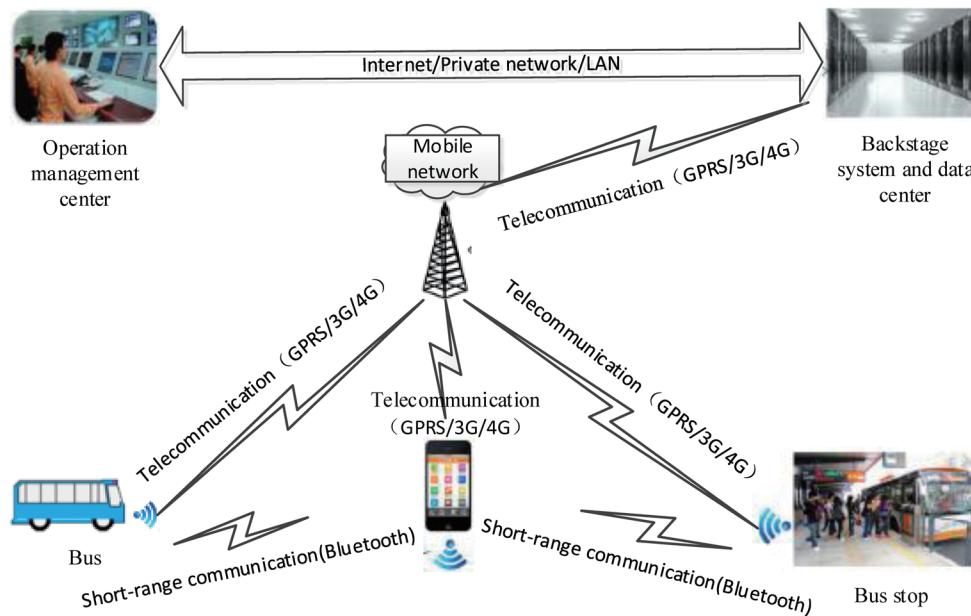 Internet/Private network/LAN
Operation
management
center
Mobile
network
Backstage
system and data
center
Telecommunication（GPRS/3G/4G）
Telecommunication（GPRS/3G/4G）
Telecommunication（GPRS/3G/4G）
Telecommunication
（GPRS/3G/4G）
Bus
Short-range communication(Bluetooth)
Short-range communication(Bluetooth)
Bus stop